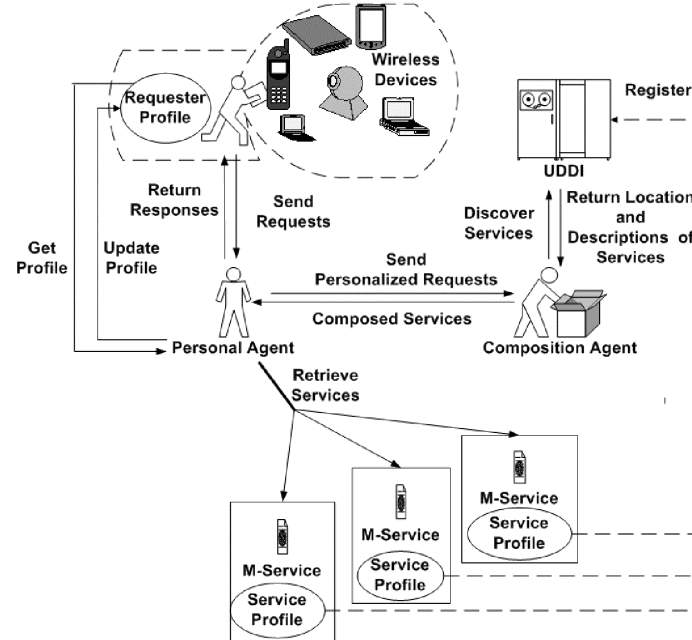 Wireless
Devices
Requester
Profile
Register
UDDI
Return
Responses
Send
Requests
Discover
Services
Return Location
and
Descriptions of
Services
Get
Profile
Update
Profile
Send
Personalized Requests
Composed Services
Personal Agent
Composition Agent
Retrieve
Services
M-Service
Service
Profile
M-Service
Service
Profile
M-Service
Service
Profile